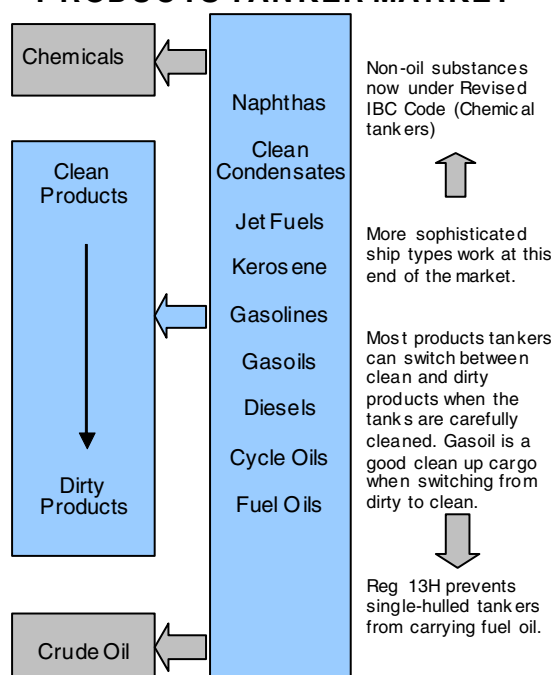 PRODUCTS TANKER MARKET
Chemicals
Clean
Products
Dirty
Products
Crude Oil
Naphthas
Clean
Condensates
Jet Fuels
Kerosene
Gasolines
Gasoils
Diesels
Cycle Oils
Fuel Oils
Non-oil substances
now under Revised
IBC Code (Chemical
tankers)
More sophisticated
ship types work at this
end of the market.
Most products tankers
can switch between
clean and dirty
products when the
tanks are carefully
cleaned. Gasoil is a
good clean up cargo
when switching from
dirty to clean.
Reg 13H prevents
single-hulled tankers
from carrying fuel oil.